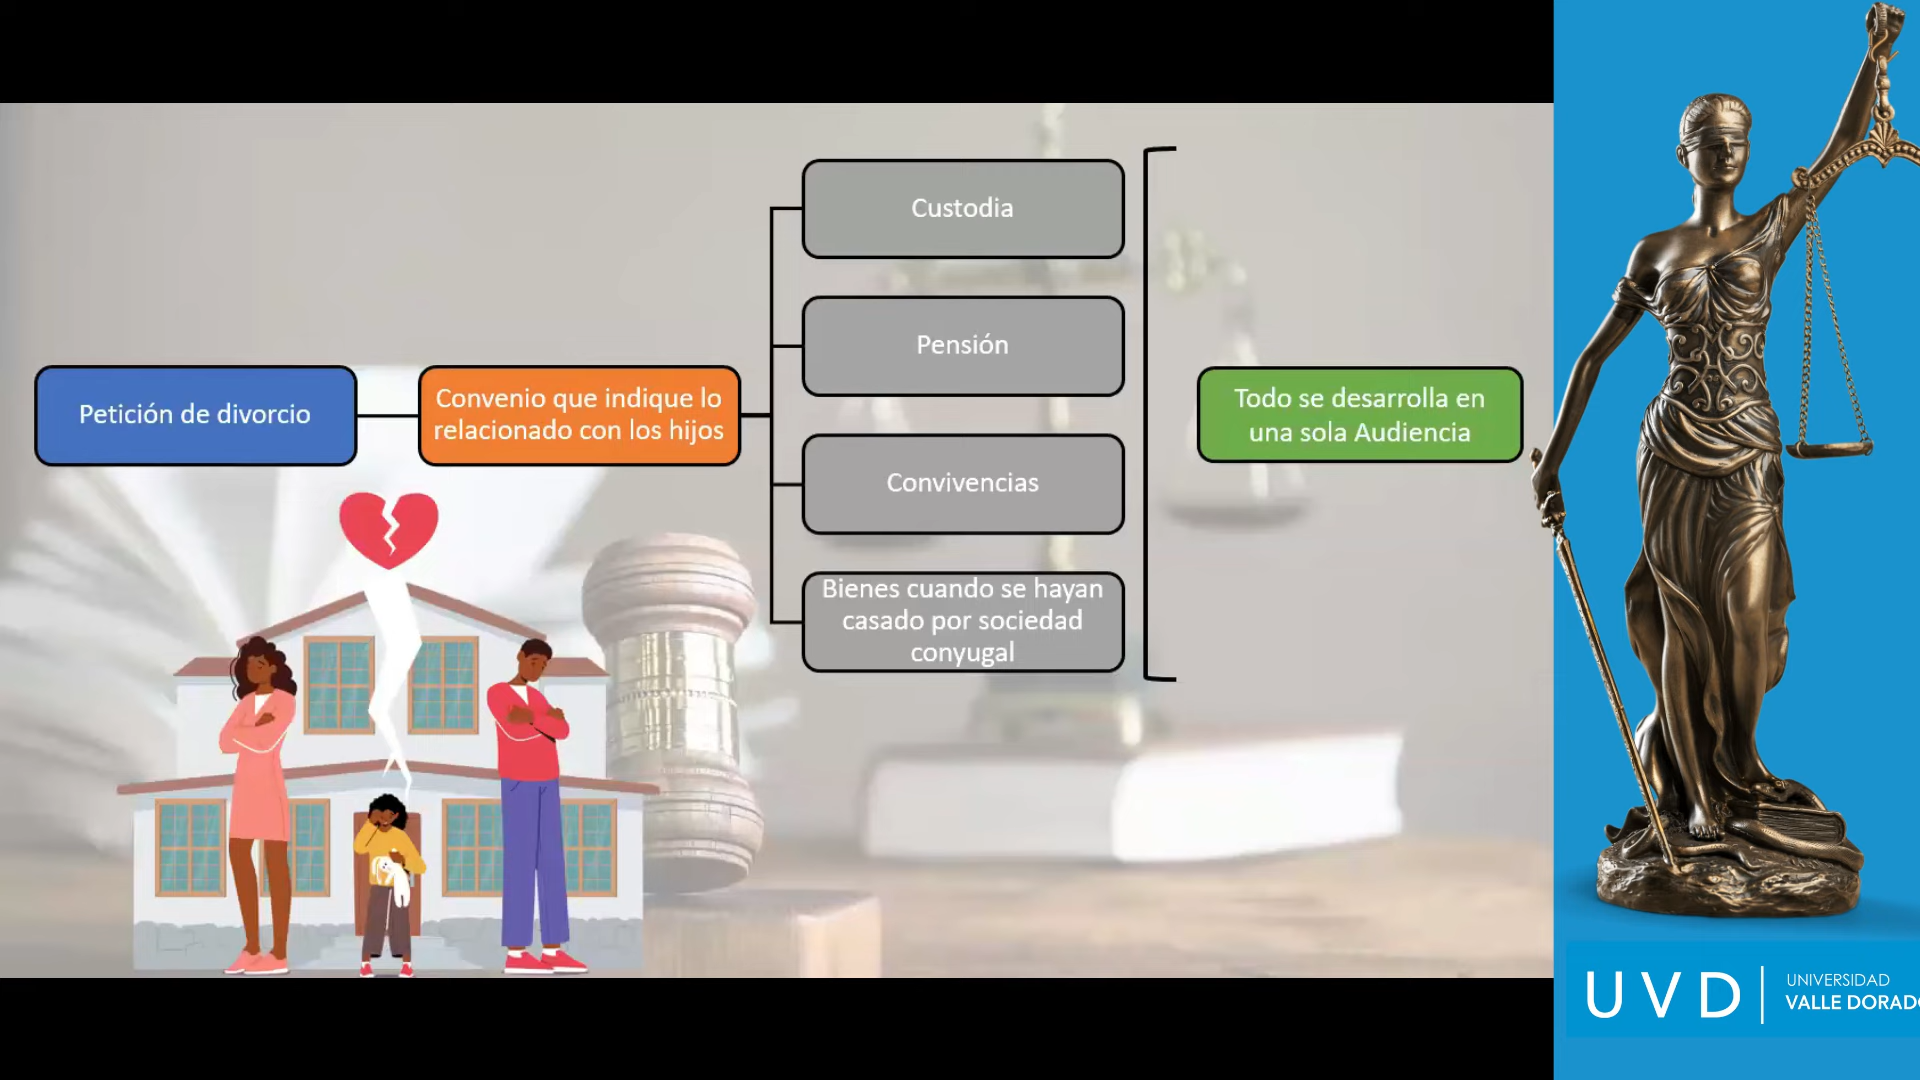 Petición de divorcio
Convenio que indique lo
relacionado con los hijos
Custodia
Pensión
Convivencias
Bienes cuando se hayan
casado por sociedad
conyugal
Todo se desarrolla en
una sola Audiencia
UVD
UNIVERSIDAD
VALLE DORADO